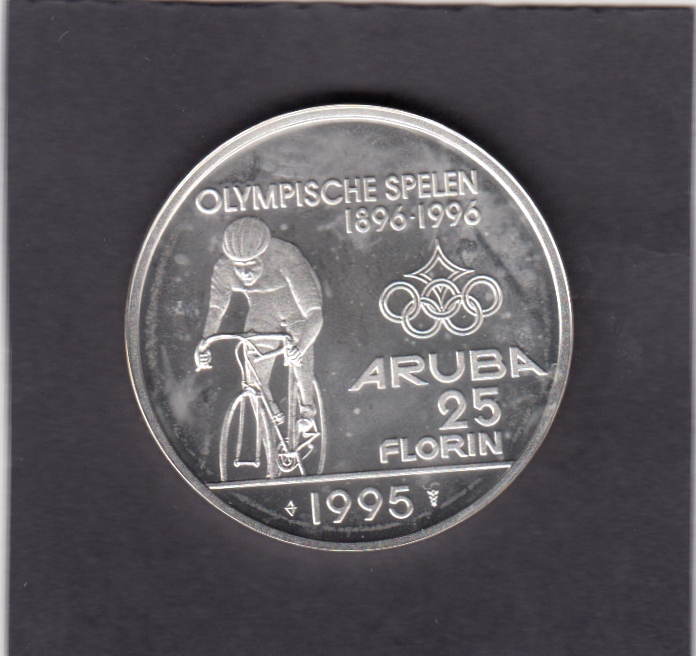 OLYMPISCHE SPELEN
1896·1996
ARUBA
25
FLORIN
1995